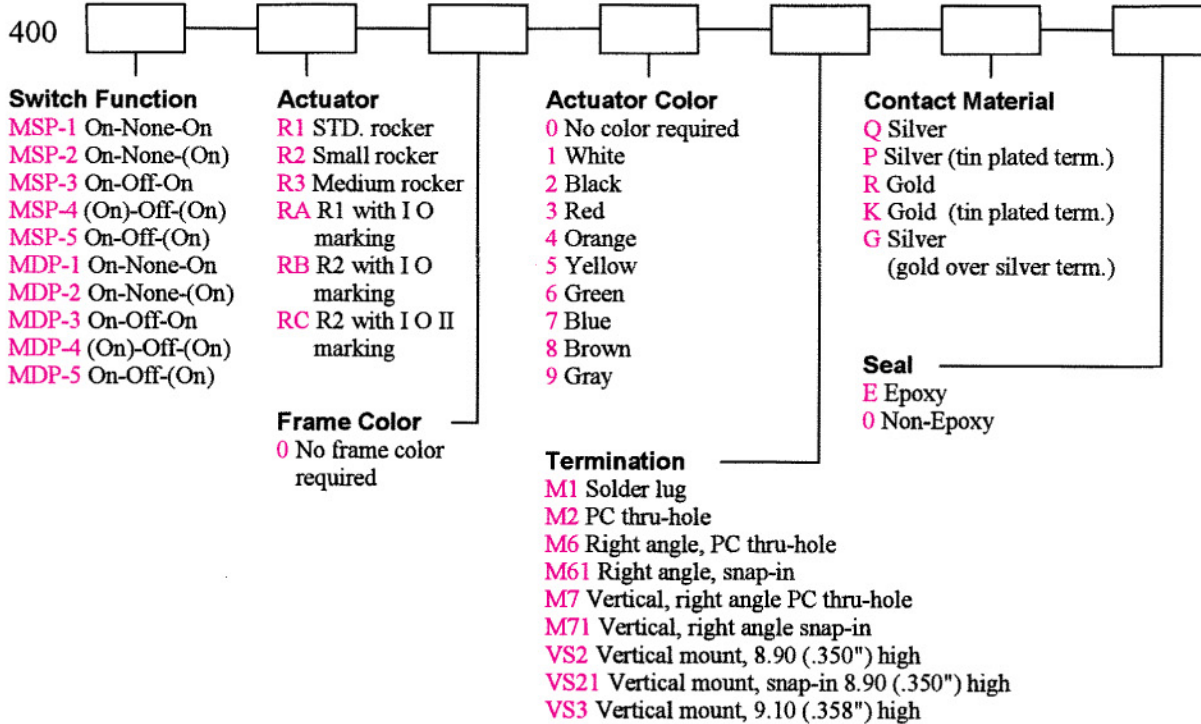 400
Switch Function
MSP-1 On-None-On
MSP-2 On-None-(On)
MSP-3 On-Off-On
MSP-4 (On)-Off-(On)
MSP-5 On-Off-(On)
MDP-1 On-None-On
MDP-2 On-None-(On)
MDP-3 On-Off-On
MDP-4 (On)-Off-(On)
MDP-5 On-Off-(On)
Actuator
R1 STD. rocker
R2 Small rocker
R3 Medium rocker
RA R1 with I O
marking
RB R2 with I O
marking
RC R2 with I O II
marking
Frame Color
0 No frame color
required
Actuator Color
0 No color required
1 White
2 Black
3 Red
4 Orange
5 Yellow
6 Green
7 Blue
8 Brown
9 Gray
Termination
M1 Solder lug
M2 PC thru-hole
M6 Right angle, PC thru-hole
M61 Right angle, snap-in
M7 Vertical, right angle PC thru-hole
M71 Vertical, right angle snap-in
VS2 Vertical mount, 8.90 (.350") high
VS21 Vertical mount, snap-in 8.90 (.350") high
VS3 Vertical mount, 9.10 (.358") high
Contact Material
Q Silver
P Silver (tin plated term.)
R Gold
K Gold (tin plated term.)
G Silver
(gold over silver term.)
Seal
E Epoxy
0 Non-Epoxy